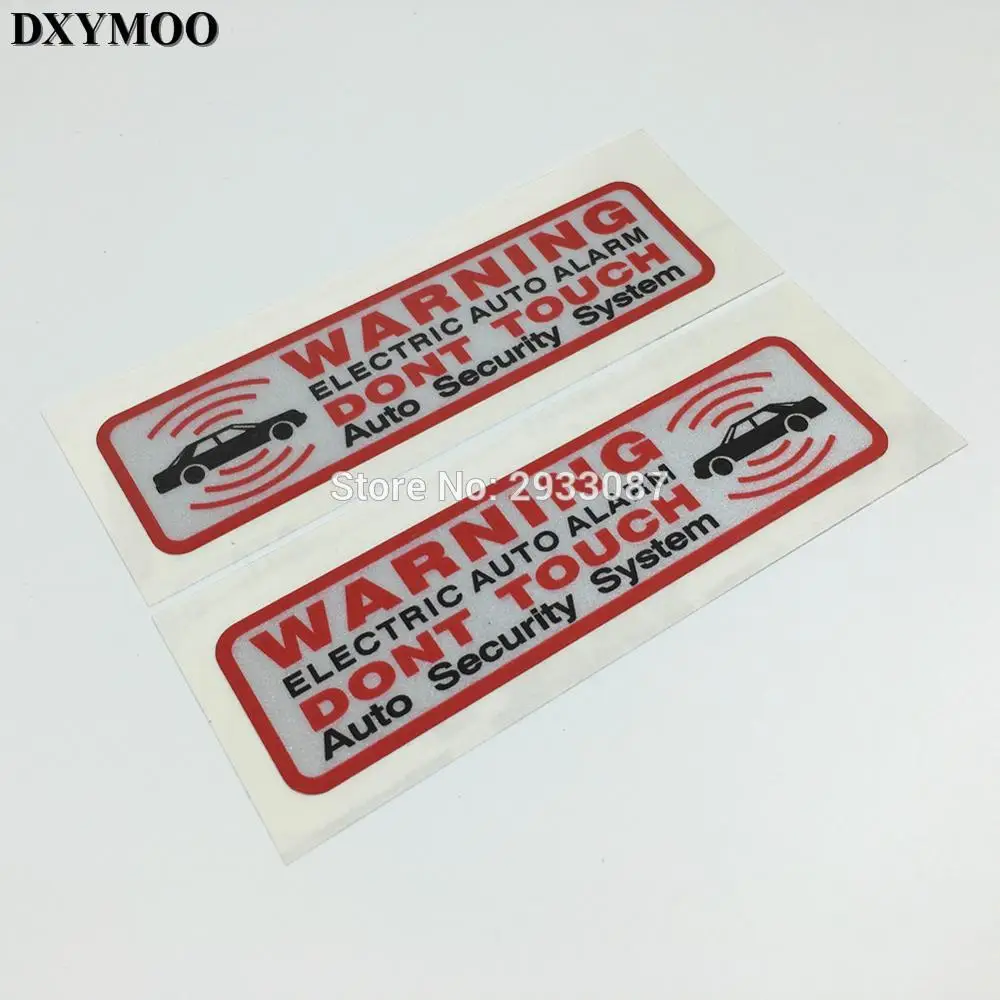 DXYMOO
WARNING
ELECTRIC AUTO ALARM
DONT TOUCH
Auto Security System
Store No: 2933087
WARNING
ELECTRIC AUTO ALARM
DONT TOUCH
Auto Security System